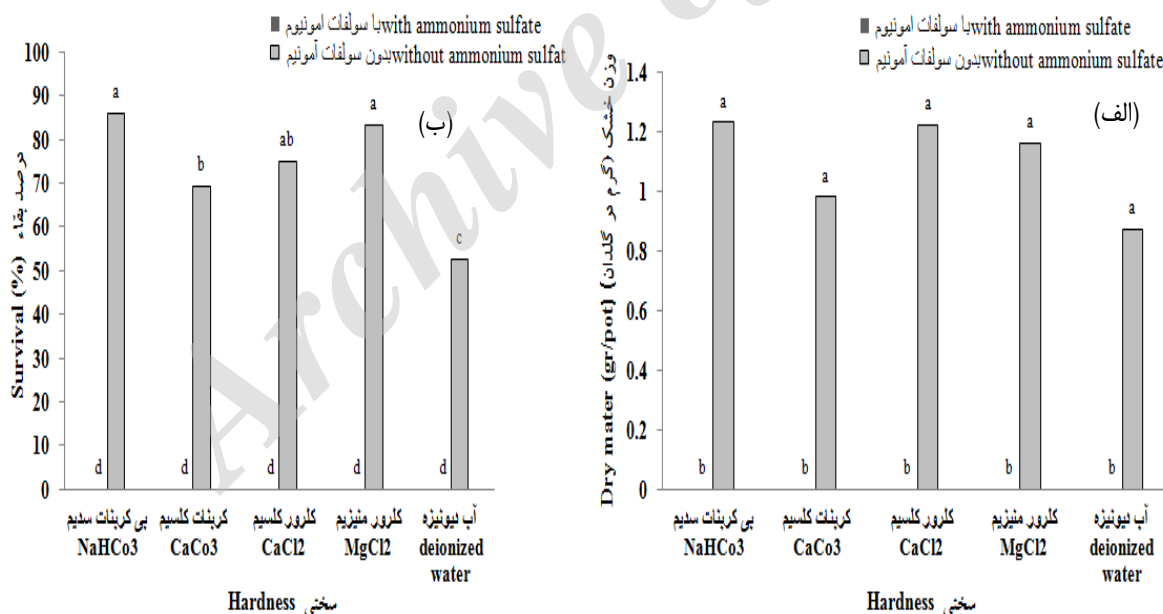 با سولفات امونیوم with ammonium sulfate
بدون سولفات آمونیم without ammonium sulfat
100
90
80
70
60
50
40
30
20
10
0
Survival (%) درصد بقاء
(ب)
a
b
ab
a
c
d
d
d
d
d
بی کربنات سدیم
NaHCo3
کربنات کلسیم
CaCo3
کلرور کلسیم
CaCl2
کلرور منیزیم
MgCl2
آب دیونیزه
deionized
water
Hardness سختی
با سولفات امونیوم with ammonium sulfate
بدون سولفات آمونیم without ammonium sulfate
1.4
1.2
1
0.8
0.6
0.4
0.2
0
Dry mater (gr/pot) وزن خشک (گرم در گلدان)
(الف)
a
a
a
a
a
b
b
b
b
b
بی کربنات سدیم
NaHCo3
کربنات کلسیم
CaCo3
کلرور کلسیم
CaCl2
کلرور منیزیم
MgCl2
آب دیونیزه
deionized
water
Hardness سختی
Archive